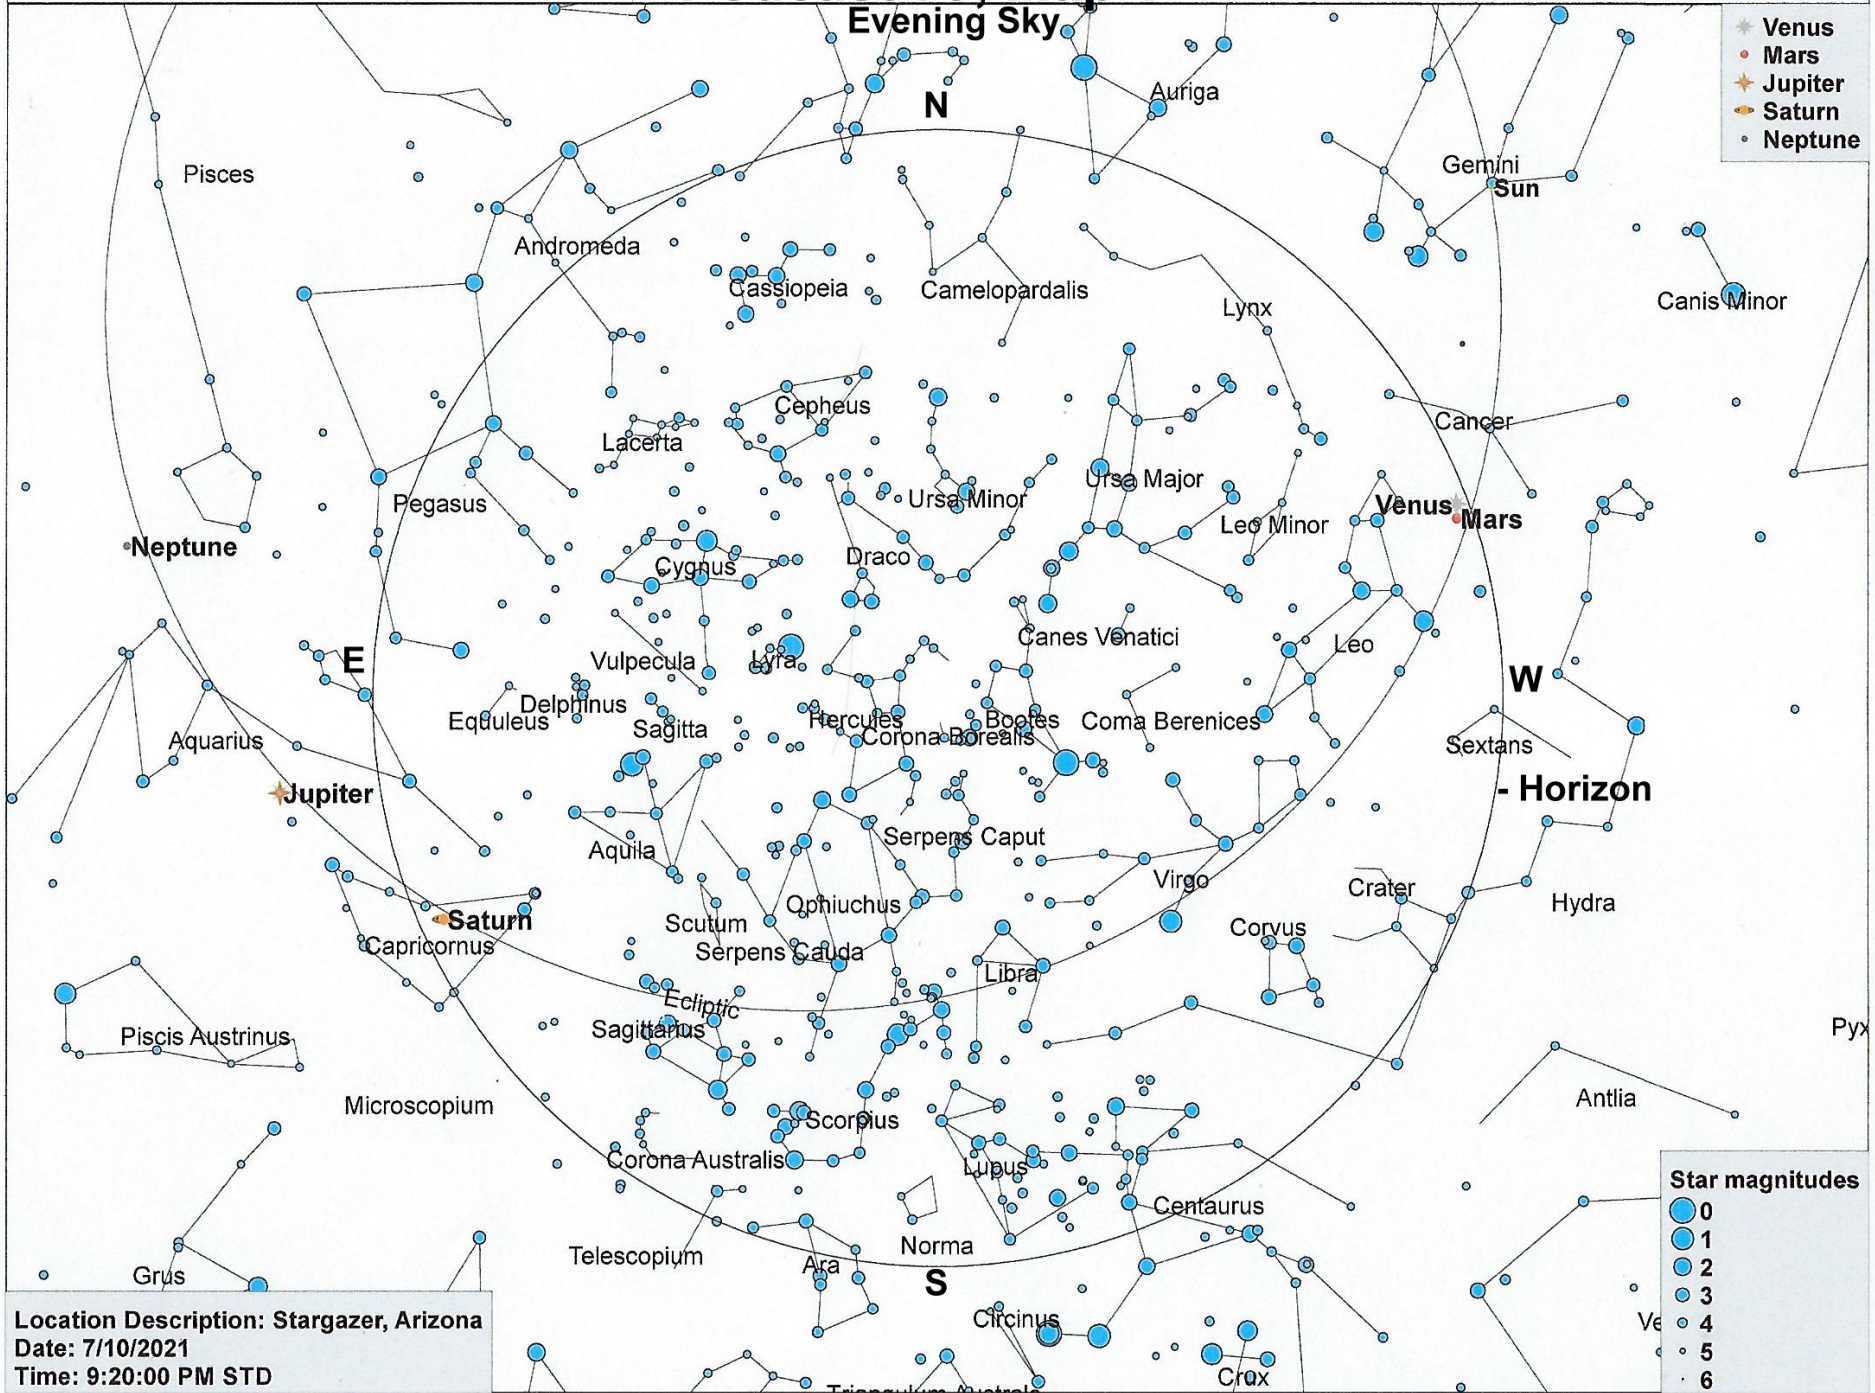 Evening Sky
Venus
Mars
Jupiter
Saturn
Neptune
N
Auriga
Pisces
Gemini
Sun
Andromeda
Cassiopeia
Camelopardalis
Lynx
Canis Minor
Cepheus
Lacerta
Cancer
Pegasus
Ursa Minor
Ursa Major
Leo Minor
Venus
Mars
Neptune
Cygnus
Draco
E
Vulpecula
Lyra
Canes Venatici
Leo
W
Equuleus
Delphinus
Sagitta
Hercules
Bootes
Corona Borealis
Coma Berenices
Sextans
Aquarius
Jupiter
- Horizon
Aquila
Serpens Caput
Virgo
Crater
Hydra
Saturn
Capricornus
Scutum
Ophiuchus
Serpens Cauda
Corvus
Libra
Ecliptic
Sagittarius
Piscis Austrinus
Pyx
Microscopium
Scorpius
Antlia
Corona Australis
Lupus
Centaurus
Telescopium
Norma
Ara
Grus
S
Circinus
Crux
Ve
Star magnitudes
0
1
2
3
4
5
6
Location Description: Stargazer, Arizona
Date: 7/10/2021
Time: 9:20:00 PM STD